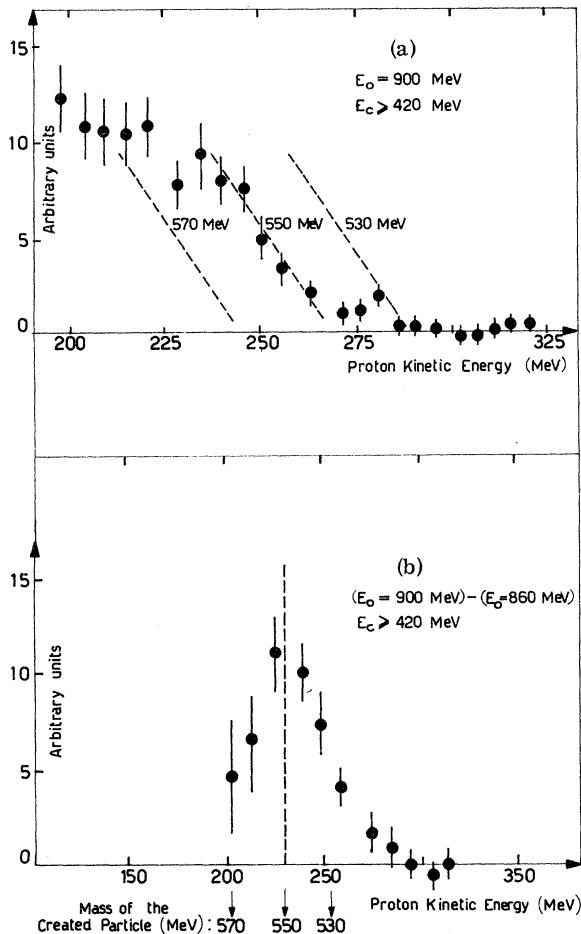 (a)
E₀ = 900 MeV
E_c ⩾ 420 MeV
Arbitrary units
15
10
5
0
570 MeV
550 MeV
530 MeV
200
225
250
275
300
325
Proton Kinetic Energy (MeV)
(b)
(E₀ = 900 MeV) – (E₀=860 MeV)
E_c ⩾ 420 MeV
Arbitrary units
15
10
5
0
150
200
250
350
Proton Kinetic Energy (MeV)
Mass of the
Created Particle (MeV) : 570 550 530